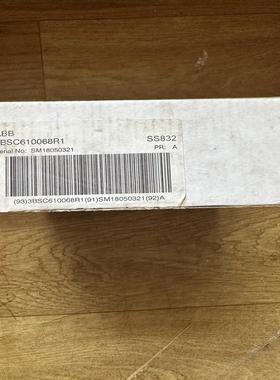 ABB
3BSC610068R1 SS832
Serial No: SM18050321 PR: A
(93)3BSC610068R1(91)SM18050321(92)A